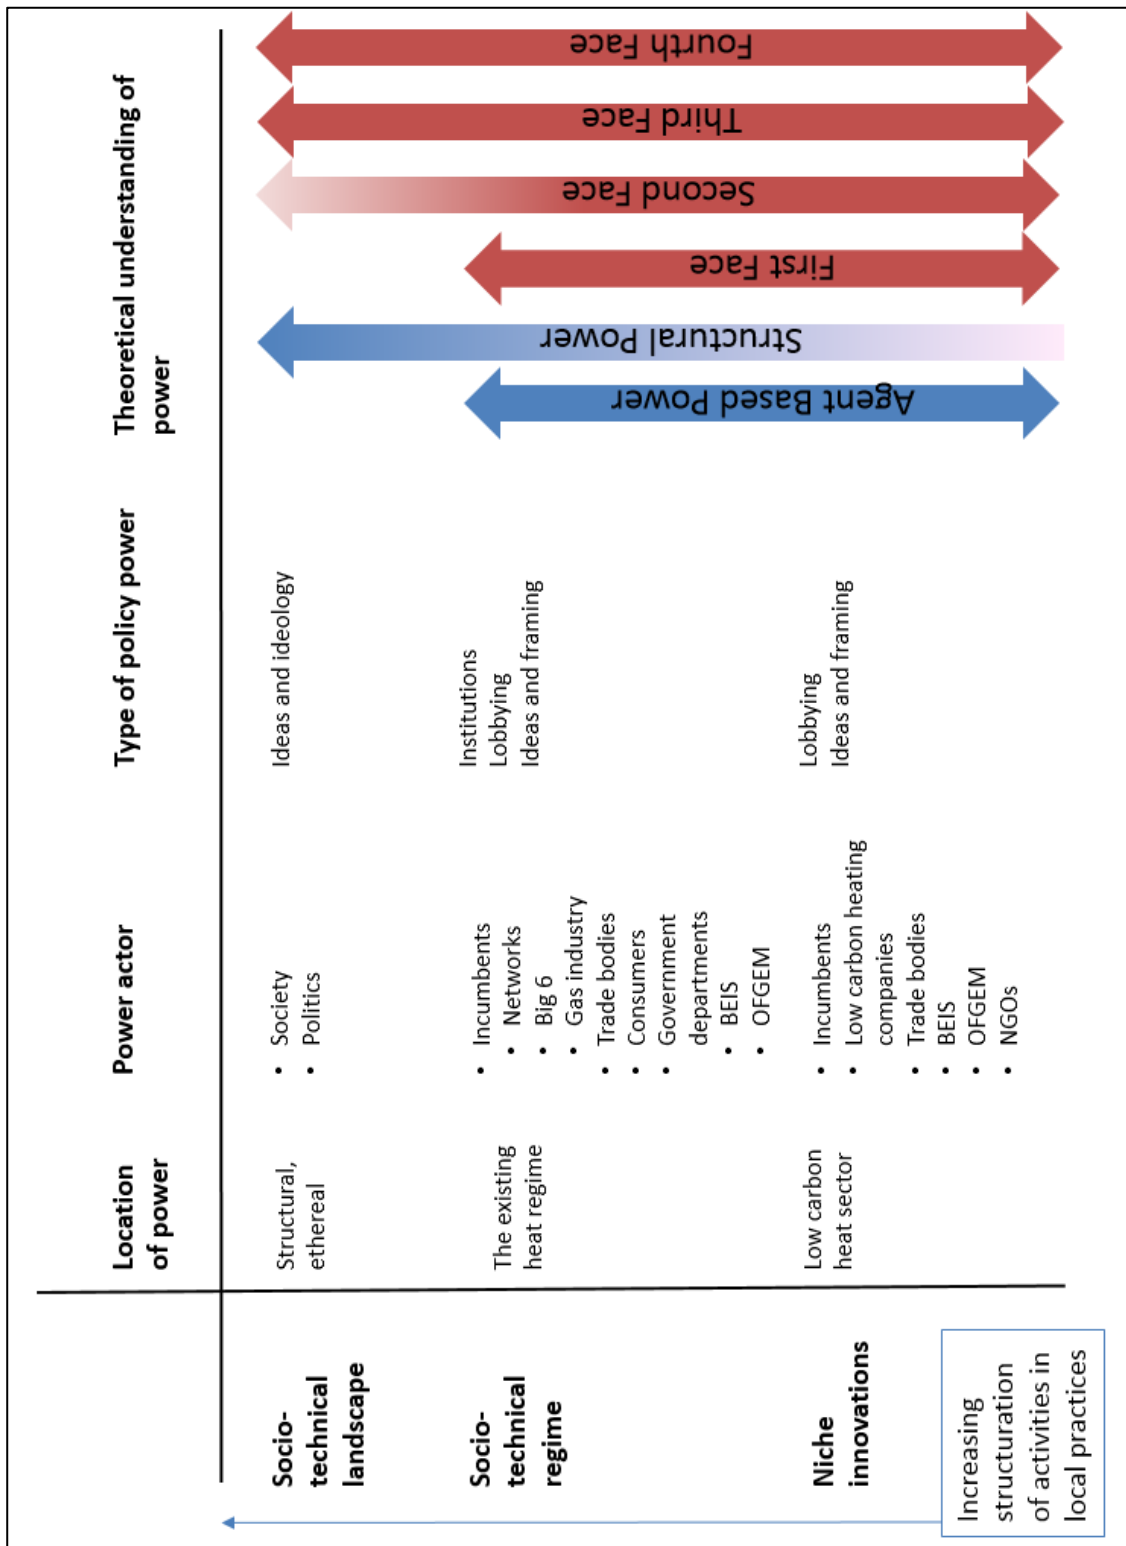 Location
of power
Power actor
Type of policy power
Theoretical understanding of
power
Socio-
technical
landscape
Structural,
ethereal
• Society
• Politics
Ideas and ideology
Socio-
technical
regime
The existing
heat regime
• Incumbents
• Networks
• Big 6
• Gas industry
• Trade bodies
• Consumers
• Government
departments
• BEIS
• OFGEM
Institutions
Lobbying
Ideas and framing
Niche
innovations
Low carbon
heat sector
• Incumbents
• Low carbon heating
companies
• Trade bodies
• BEIS
• OFGEM
• NGOs
Lobbying
Ideas and framing
Agent Based Power
Structural Power
First Face
Second Face
Third Face
Fourth Face
Increasing
structuration
of activities in
local practices